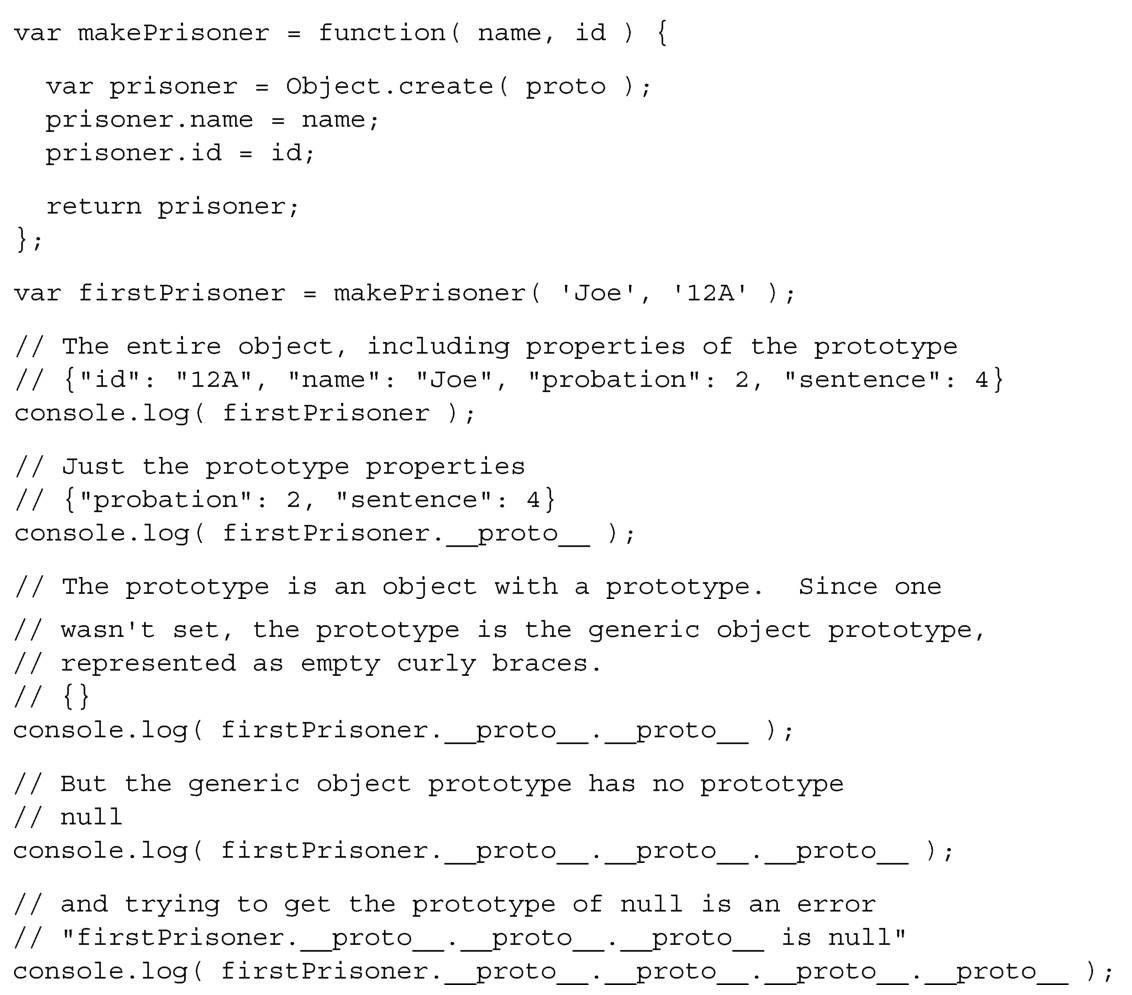 var makePrisoner = function( name, id ) {
  var prisoner = Object.create( proto );
  prisoner.name = name;
  prisoner.id = id;
  return prisoner;
};
var firstPrisoner = makePrisoner( 'Joe', '12A' );
// The entire object, including properties of the prototype
// {"id": "12A", "name": "Joe", "probation": 2, "sentence": 4}
console.log( firstPrisoner );
// Just the prototype properties
// {"probation": 2, "sentence": 4}
console.log( firstPrisoner.__proto__ );
// The prototype is an object with a prototype.  Since one
// wasn't set, the prototype is the generic object prototype,
// represented as empty curly braces.
// {}
console.log( firstPrisoner.__proto__.__proto__ );
// But the generic object prototype has no prototype
// null
console.log( firstPrisoner.__proto__.__proto__.__proto__ );
// and trying to get the prototype of null is an error
// "firstPrisoner.__proto__.__proto__.__proto__ is null"
console.log( firstPrisoner.__proto__.__proto__.__proto__.__proto__ );